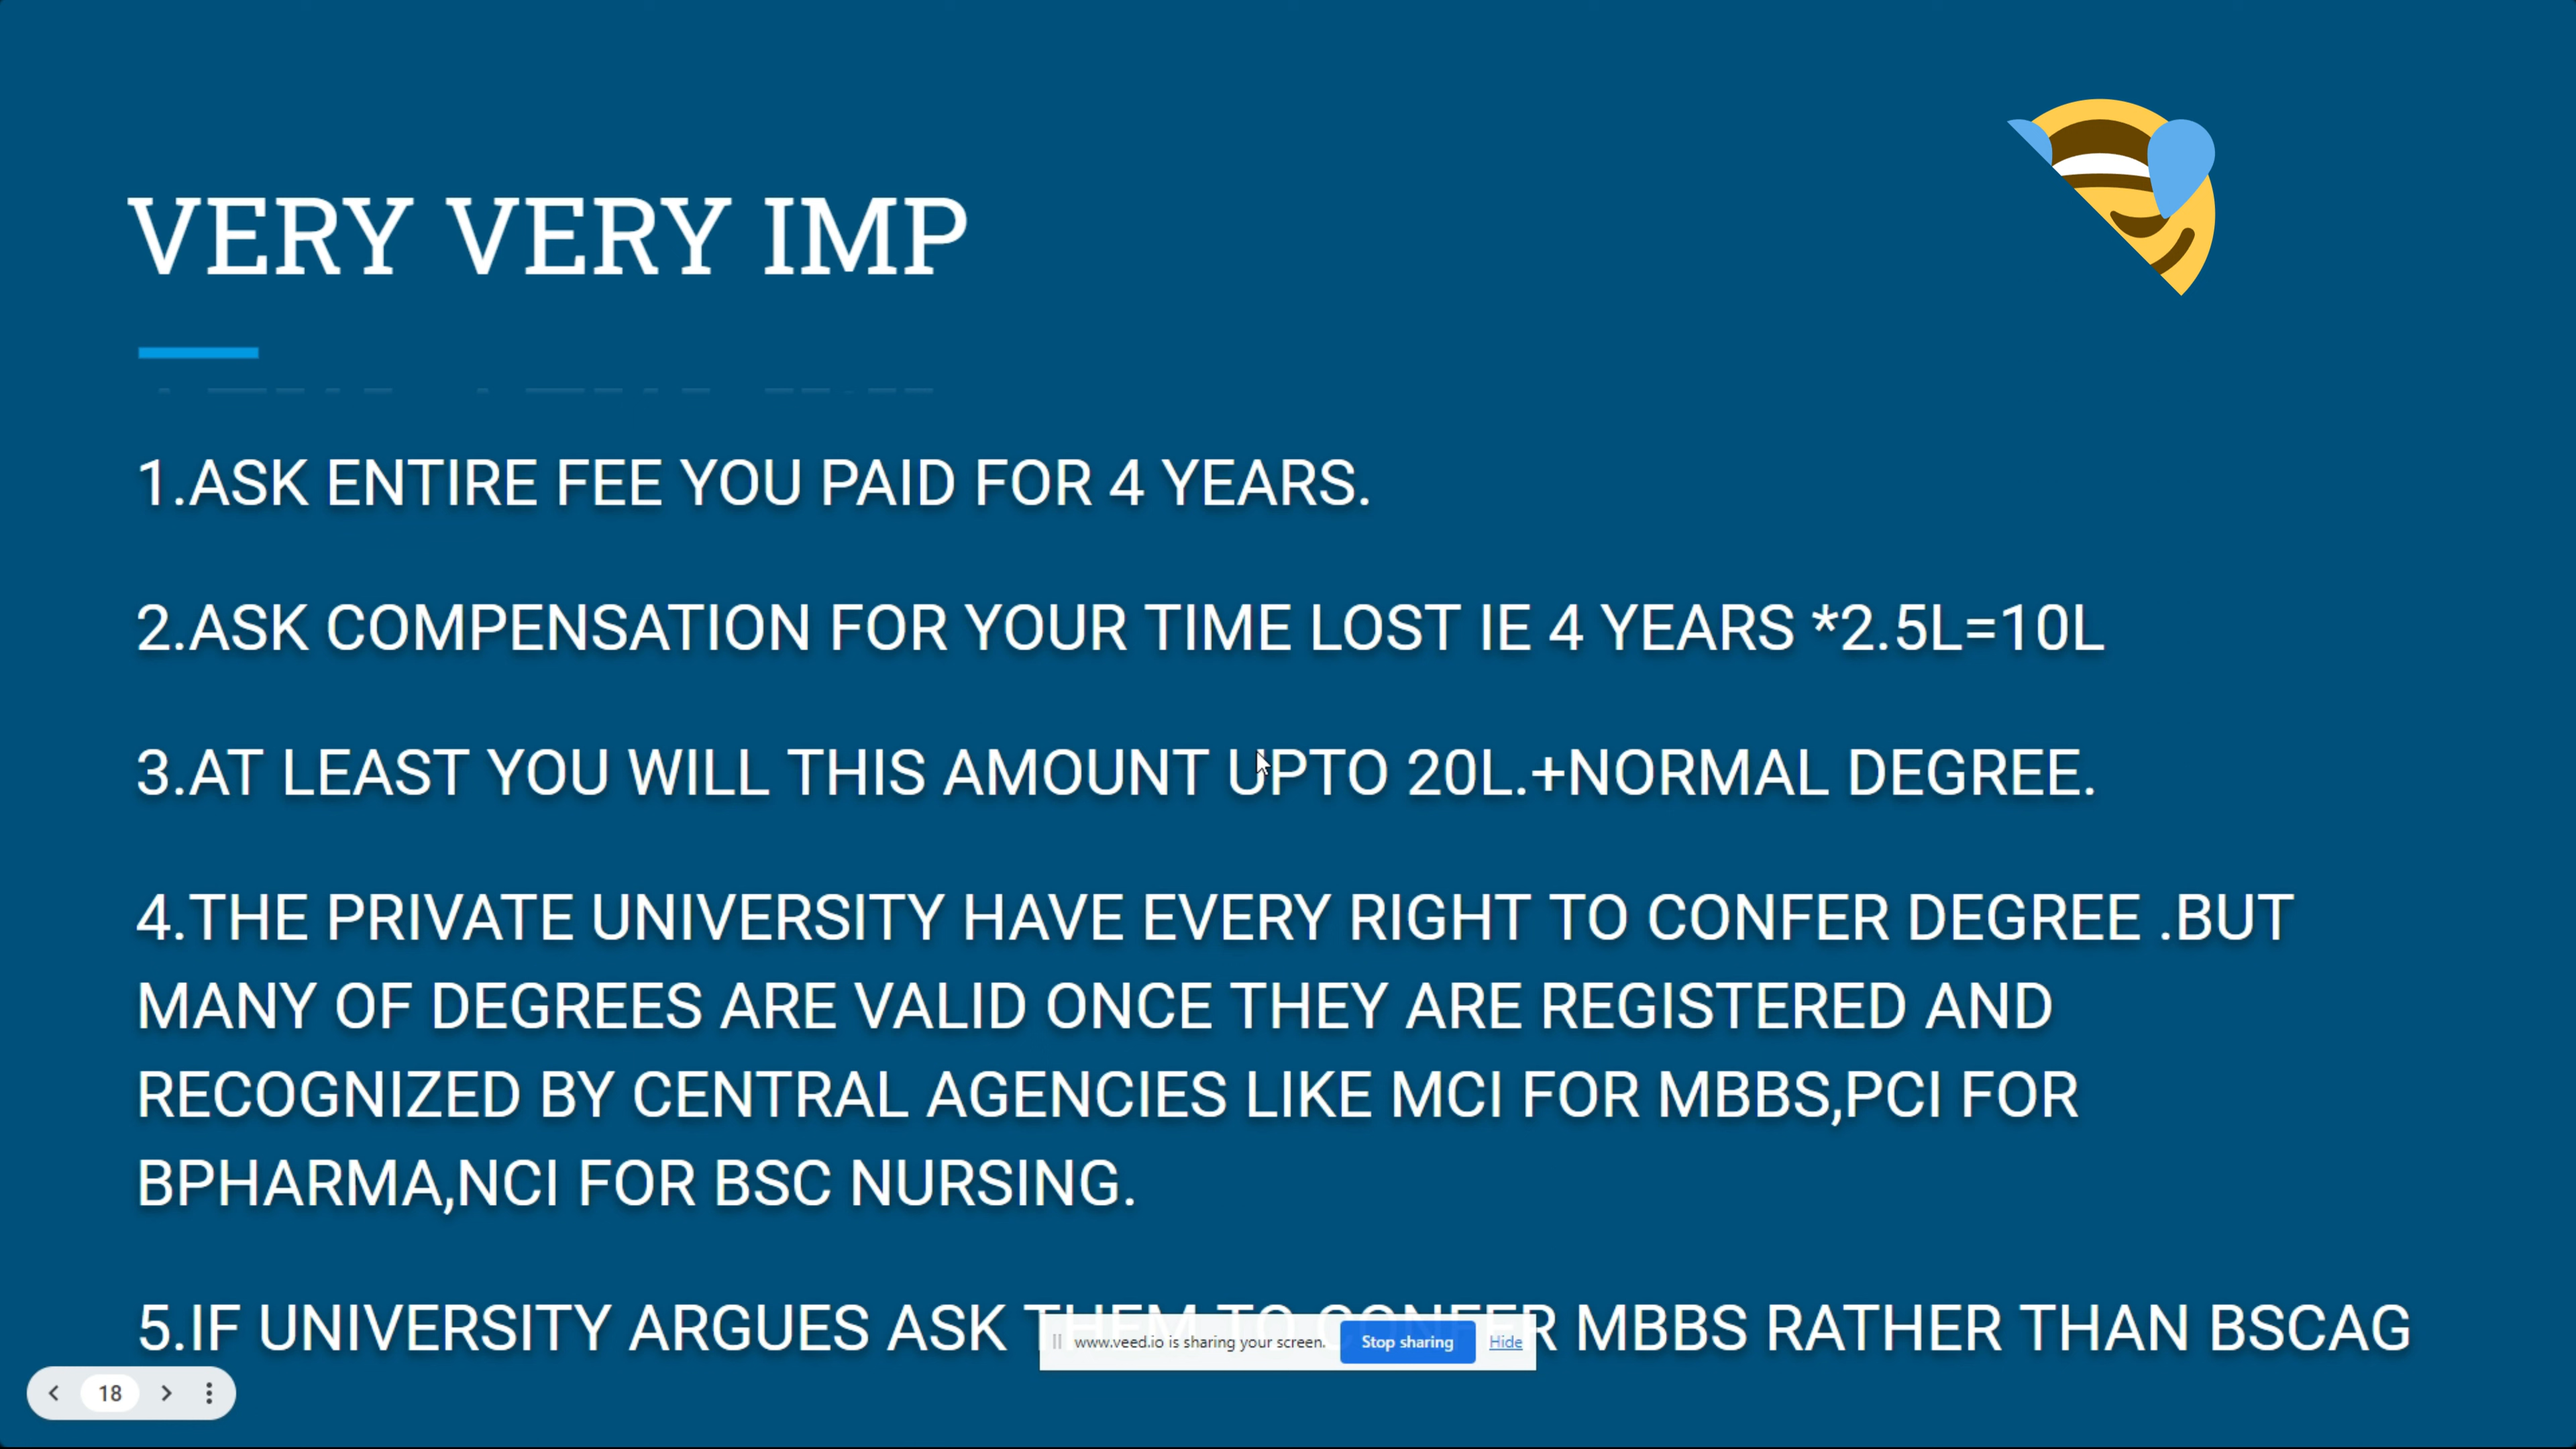 VERY VERY IMP
1.ASK ENTIRE FEE YOU PAID FOR 4 YEARS.
2.ASK COMPENSATION FOR YOUR TIME LOST IE 4 YEARS *2.5L=10L
3.AT LEAST YOU WILL THIS AMOUNT UPTO 20L.+NORMAL DEGREE.
4.THE PRIVATE UNIVERSITY HAVE EVERY RIGHT TO CONFER DEGREE .BUT
MANY OF DEGREES ARE VALID ONCE THEY ARE REGISTERED AND
RECOGNIZED BY CENTRAL AGENCIES LIKE MCI FOR MBBS,PCI FOR
BPHARMA,NCI FOR BSC NURSING.
5.IF UNIVERSITY ARGUES ASK THEM TO CONFER MBBS RATHER THAN BSCAG
www.veed.io is sharing your screen. Stop sharing Hide
18